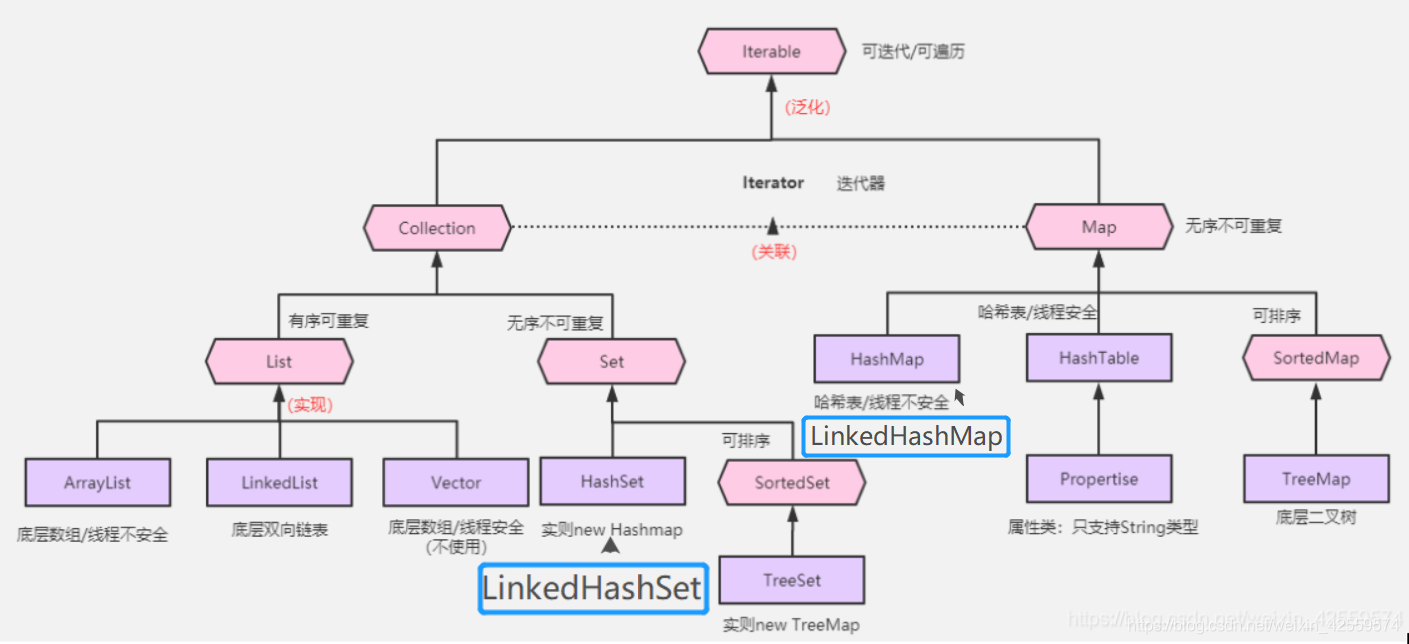 Iterable
可迭代/可遍历
(泛化)
Iterator 迭代器
Collection
(关联)
Map
无序不可重复
有序可重复
无序不可重复
哈希表/线程安全
可排序
List
Set
HashMap
HashTable
SortedMap
(实现)
哈希表/线程不安全
LinkedHashMap
可排序
ArrayList
LinkedList
Vector
HashSet
SortedSet
Propertise
TreeMap
底层数组/线程不安全
底层双向链表
底层数组/线程安全
(不使用)
实则new Hashmap
属性类：只支持String类型
底层二叉树
LinkedHashSet
TreeSet
实则new TreeMap
https://blog.csdn.net/weixin_42559574
https://blog.csdn.net/weixin_42559574